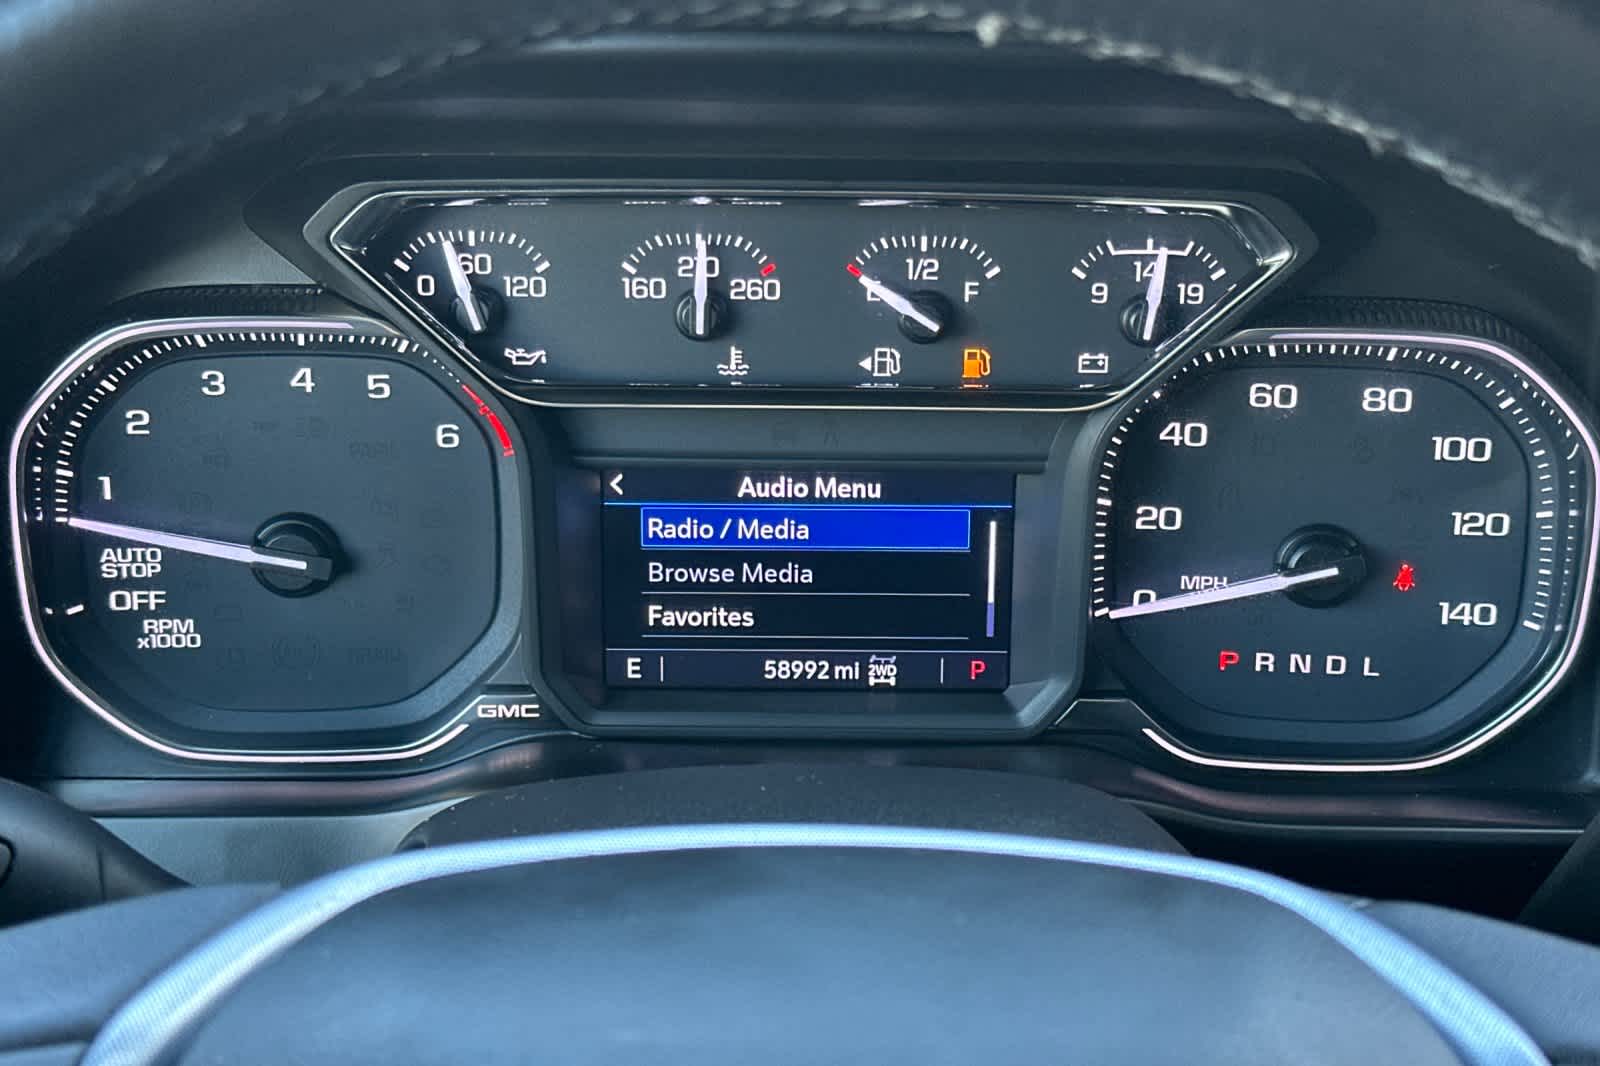 0 60 120
160 210 260
E 1/2 F
9 14 19
1 2 3 4 5 6
AUTO
STOP
OFF
RPM
x1000
GMC
< Audio Menu
Radio / Media
Browse Media
Favorites
E | 58992 mi 2WD | P
0 20 40 60 80 100 120 140
MPH
P R N D L